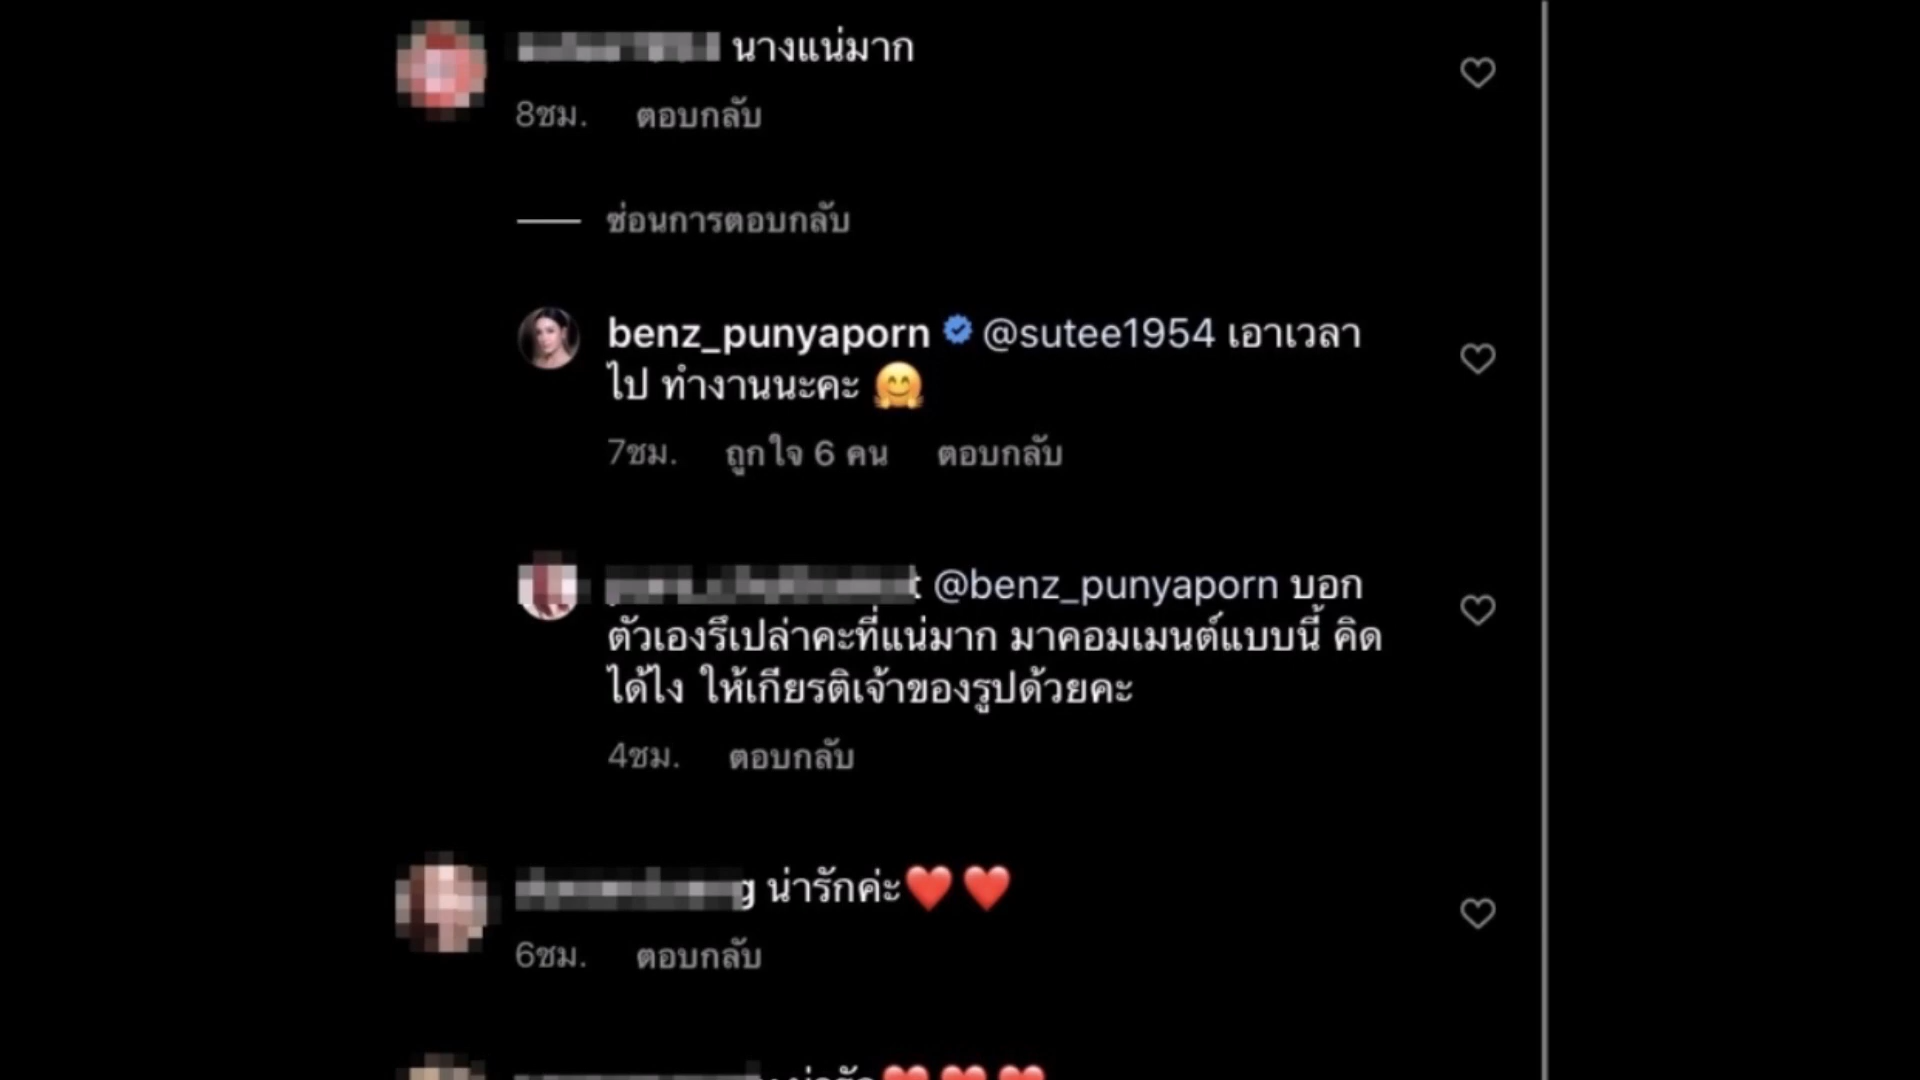 นางแน่มาก
8ชม. ตอบกลับ
ซ่อนการตอบกลับ
benz_punyaporn @sutee1954 เอาเวลา
ไป ทำงานนะคะ 🤗
7ชม. ถูกใจ 6 คน ตอบกลับ
@benz_punyaporn บอก
ตัวเองรึเปล่าคะที่แน่มาก มาคอมเมนต์แบบนี้ คิด
ได้ไง ให้เกียรติเจ้าของรูปด้วยคะ
4ชม. ตอบกลับ
น่ารักค่ะ❤️❤️
6ชม. ตอบกลับ